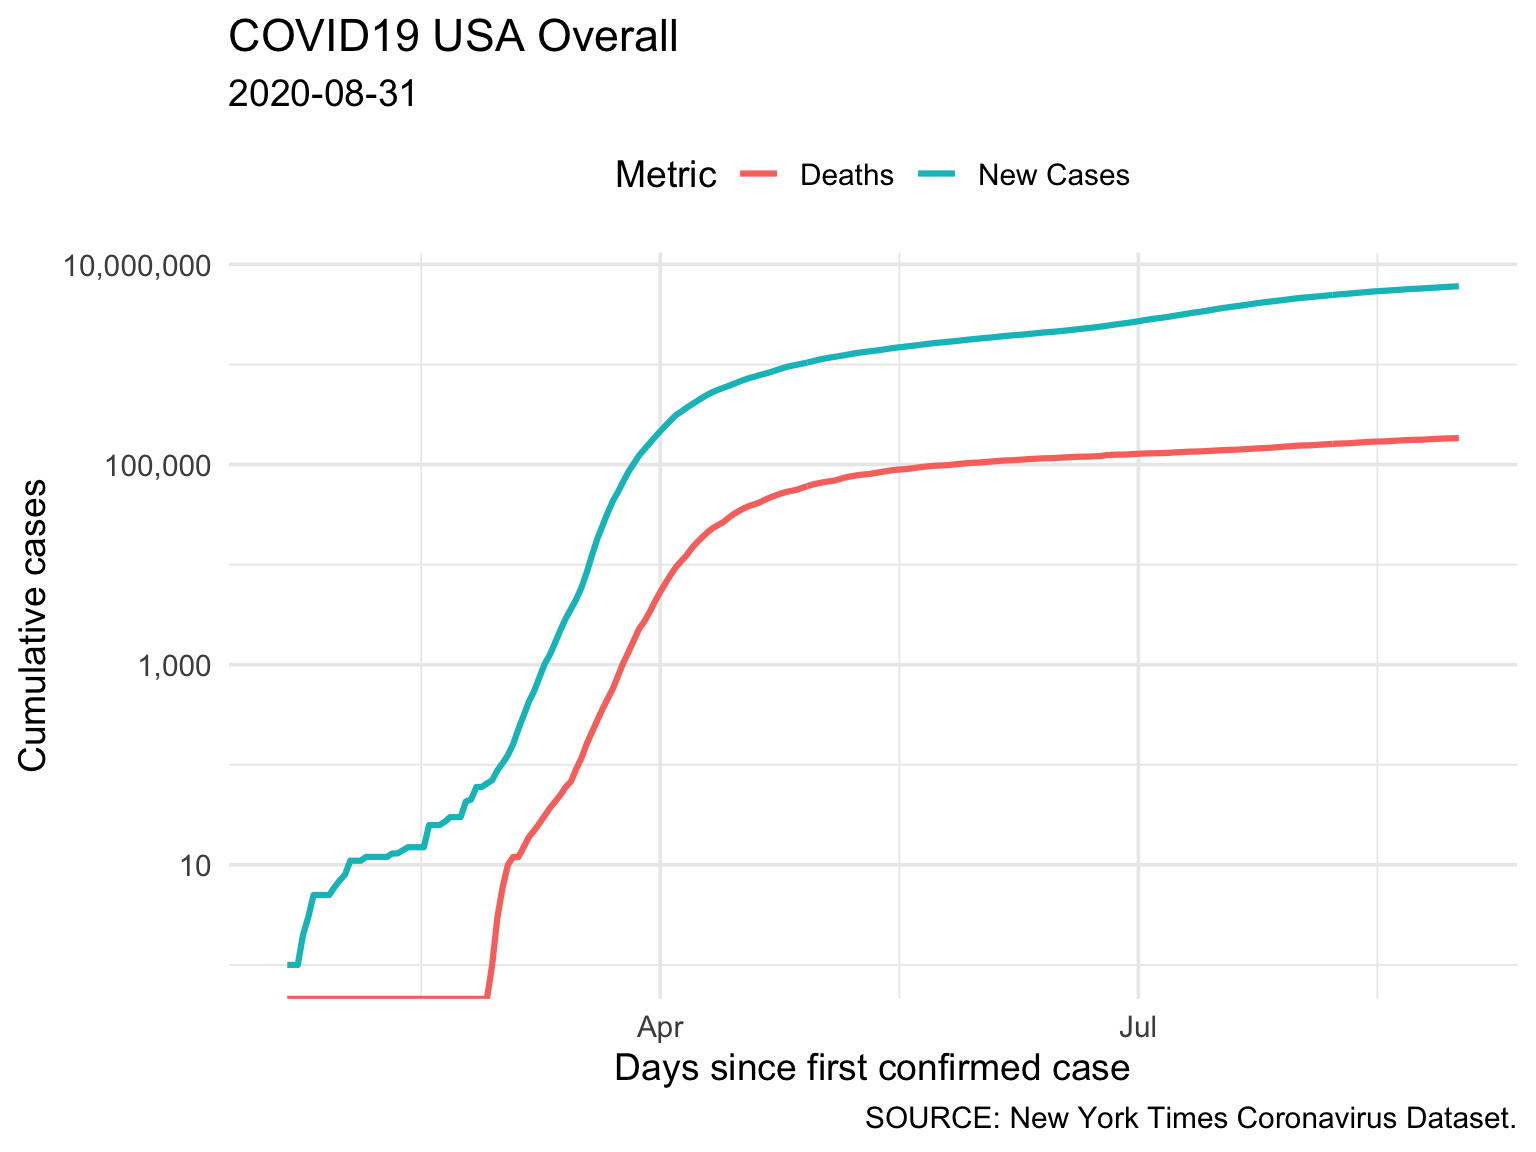 COVID19 USA Overall
2020-08-31
Metric Deaths New Cases
10,000,000
100,000
1,000
10
Cumulative cases
Apr Jul
Days since first confirmed case
SOURCE: New York Times Coronavirus Dataset.